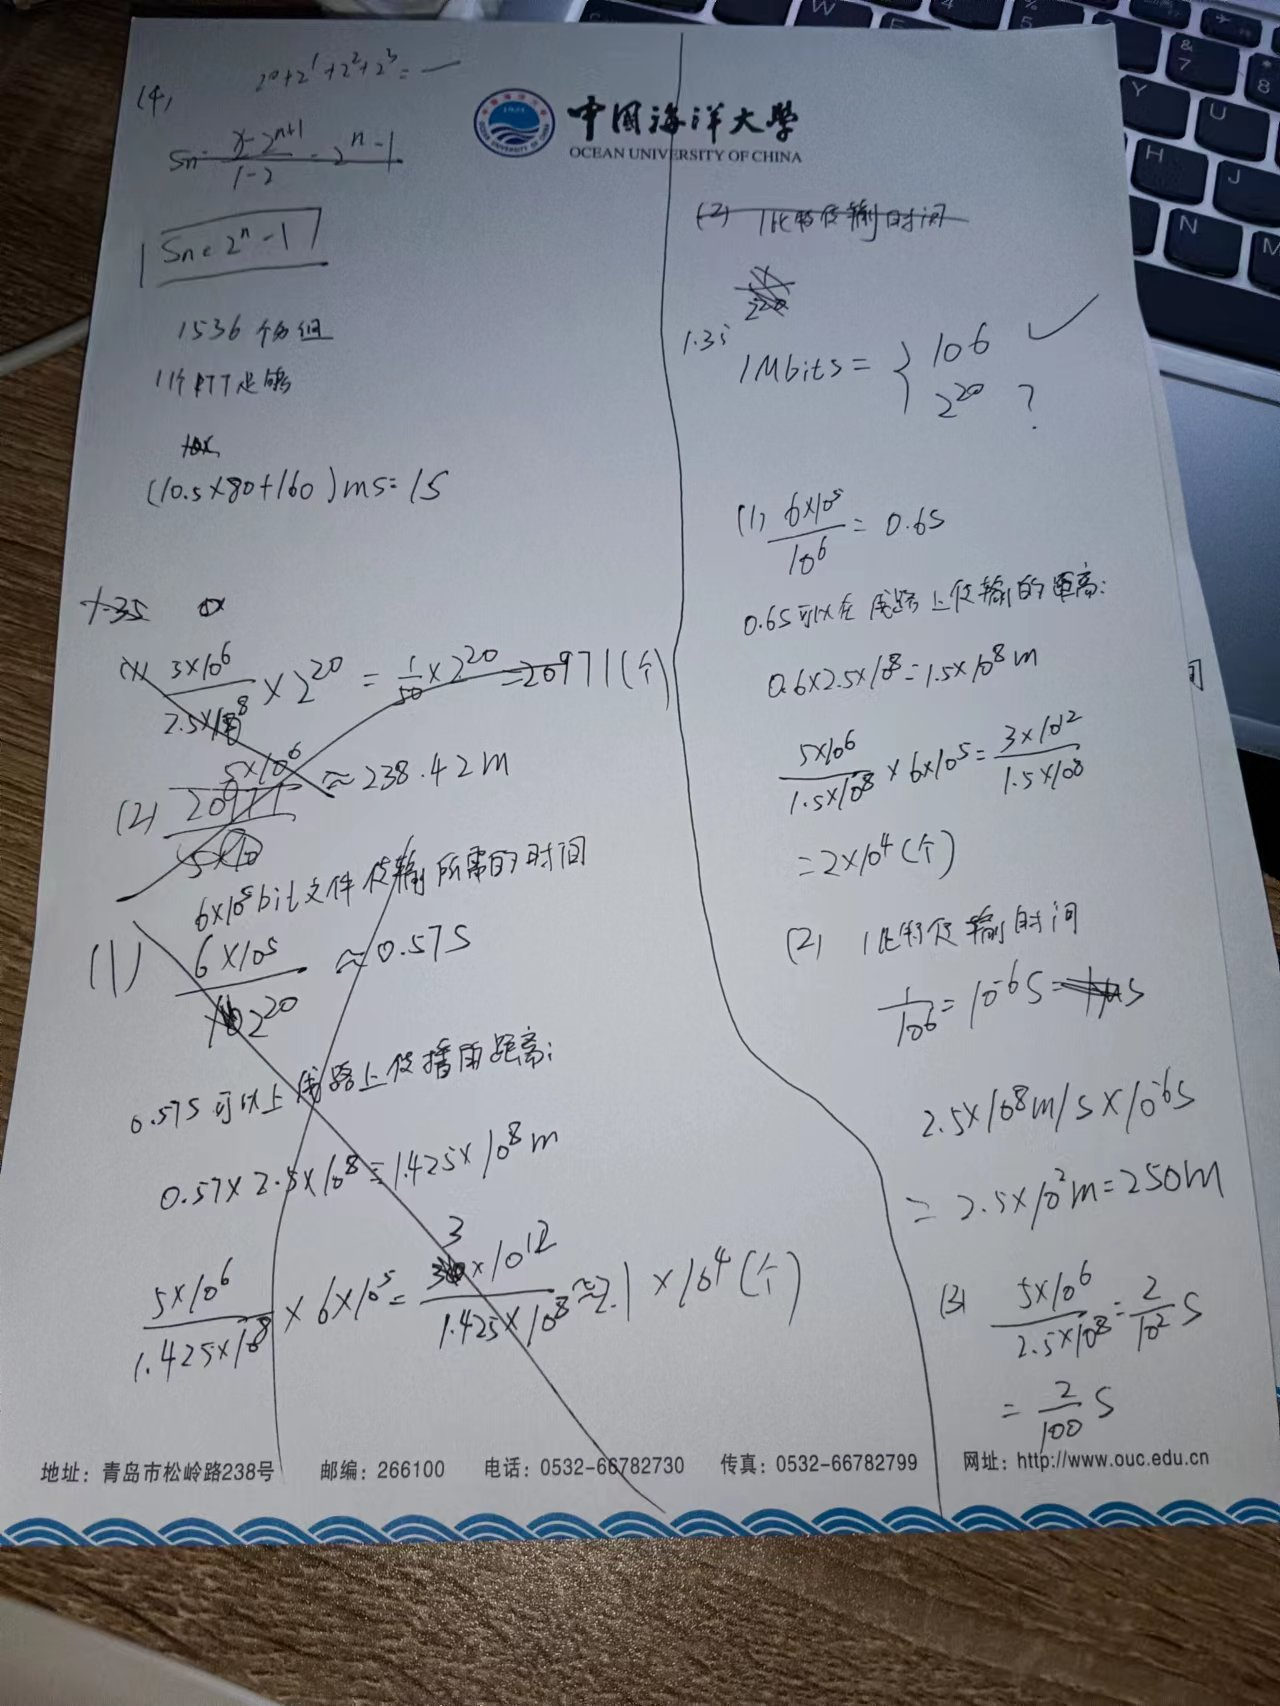 (4) 2⁰+2¹+2²+2³=—
Sn= 2^n-1
Sn=2^n-1
1536个分组
11个RTT足够
(10.5×80+160)ms=1S
1.35
(1) 3×10⁶/2.5×10⁸ ×2²⁰ = 1/50 ×2²⁰ =20971(个)
(2) 5×10⁶/20971 ≈238.42m
6×10⁵bit文件传输所需的时间
(1) 6×10⁵/2²⁰ ≈0.57S
0.57S可以上线路上传播的距离:
0.57×2.5×10⁸=1.425×10⁸m
5×10⁶/1.425×10⁸ ×6×10⁵= 3×10¹²/1.425×10⁸ ≈2.1×10⁴(个)
中国海洋大学
OCEAN UNIVERSITY OF CHINA
(2) 1比特传输时间
1.35
1Mbits= { 10⁶ ✓
2²⁰ ?
(1) 6×10⁵/10⁶ = 0.6S
0.6S可以在线路上传输的距离:
0.6×2.5×10⁸=1.5×10⁸m
5×10⁶/1.5×10⁸ ×6×10⁵= 3×10¹²/1.5×10⁸
=2×10⁴(个)
(2) 1比特传输时间
1/10⁶=10⁻⁶S=1μs
2.5×10⁸m/s×10⁻⁶s
=2.5×10²m=250m
(3) 5×10⁶/2.5×10⁸=2/10² S
=2/100 S
地址：青岛市松岭路238号 邮编：266100 电话：0532-66782730 传真：0532-66782799 网址：http://www.ouc.edu.cn